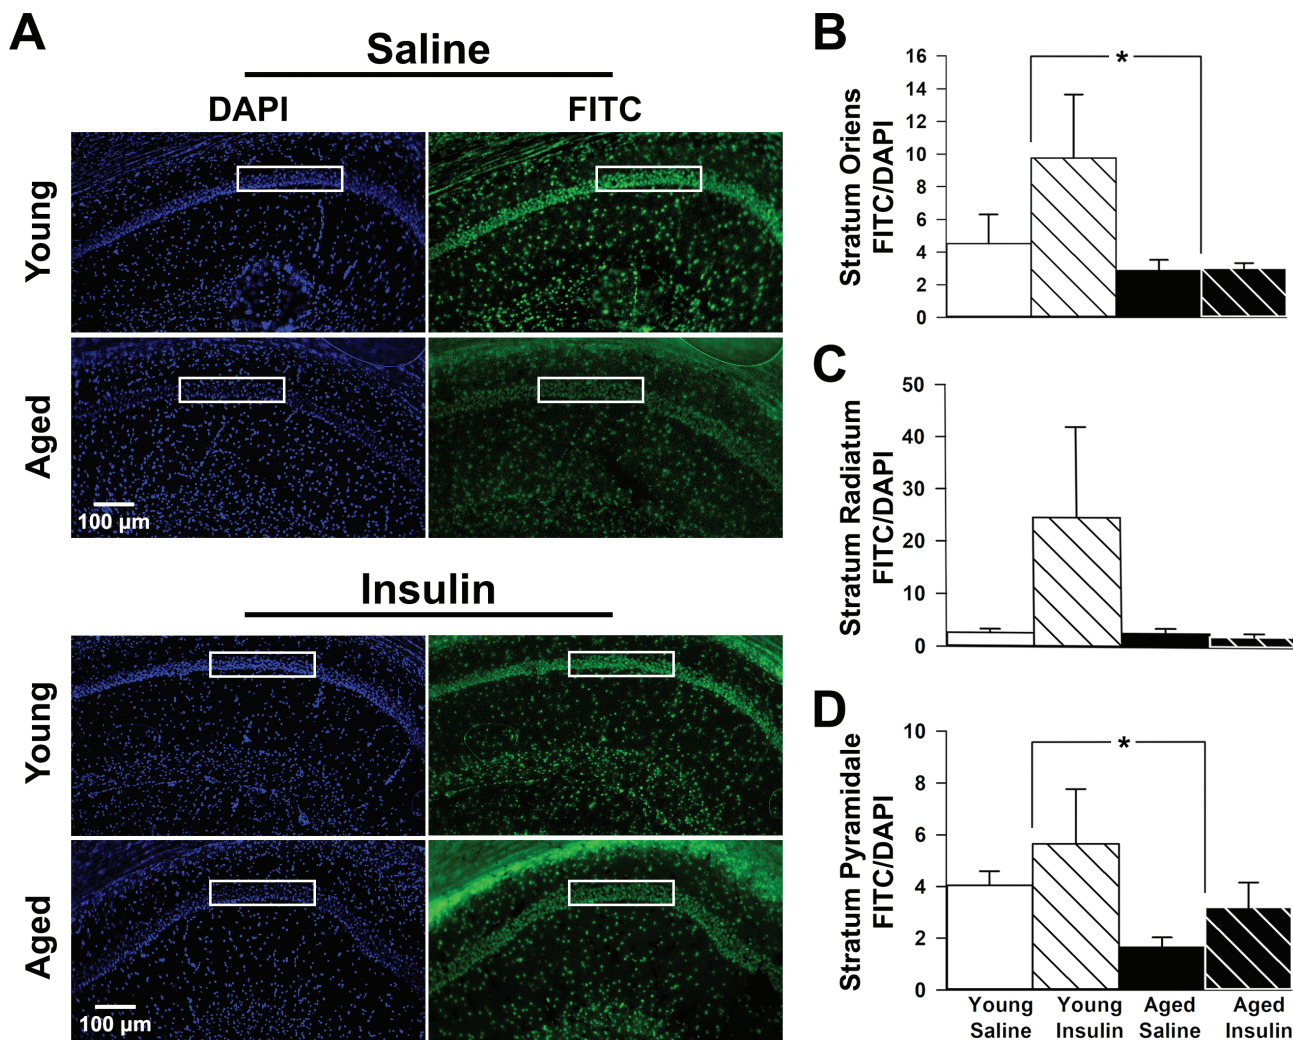 A
Saline
DAPI
FITC
Young
Aged
100 µm
Insulin
Young
Aged
100 µm
B
Stratum Oriens
FITC/DAPI
16
14
12
10
8
6
4
2
0
*
C
Stratum Radiatum
FITC/DAPI
50
40
30
20
10
0
D
Stratum Pyramidale
FITC/DAPI
10
8
6
4
2
0
*
Young
Saline
Young
Insulin
Aged
Saline
Aged
Insulin